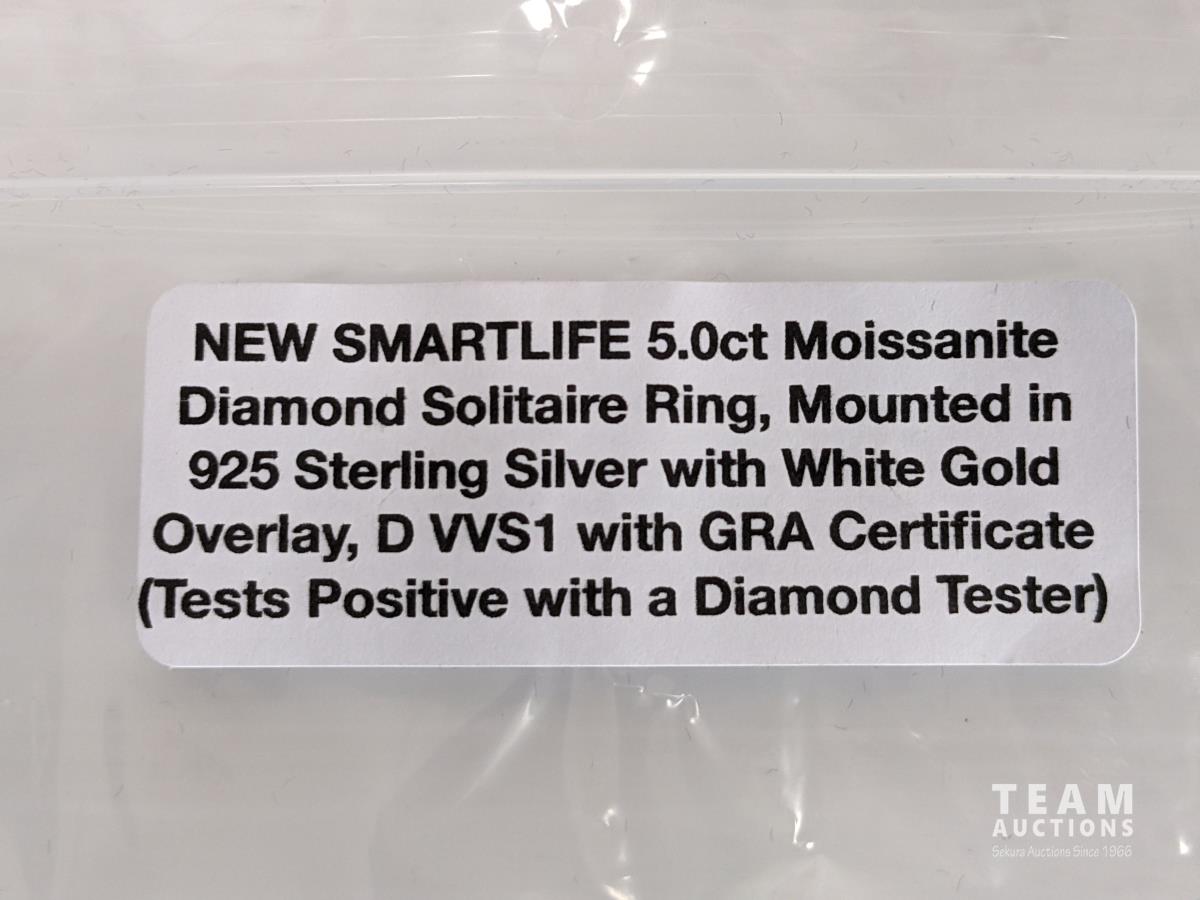 NEW SMARTLIFE 5.0ct Moissanite
Diamond Solitaire Ring, Mounted in
925 Sterling Silver with White Gold
Overlay, D VVS1 with GRA Certificate
(Tests Positive with a Diamond Tester)
TEAM
AUCTIONS
Sekura Auctions Since 1966